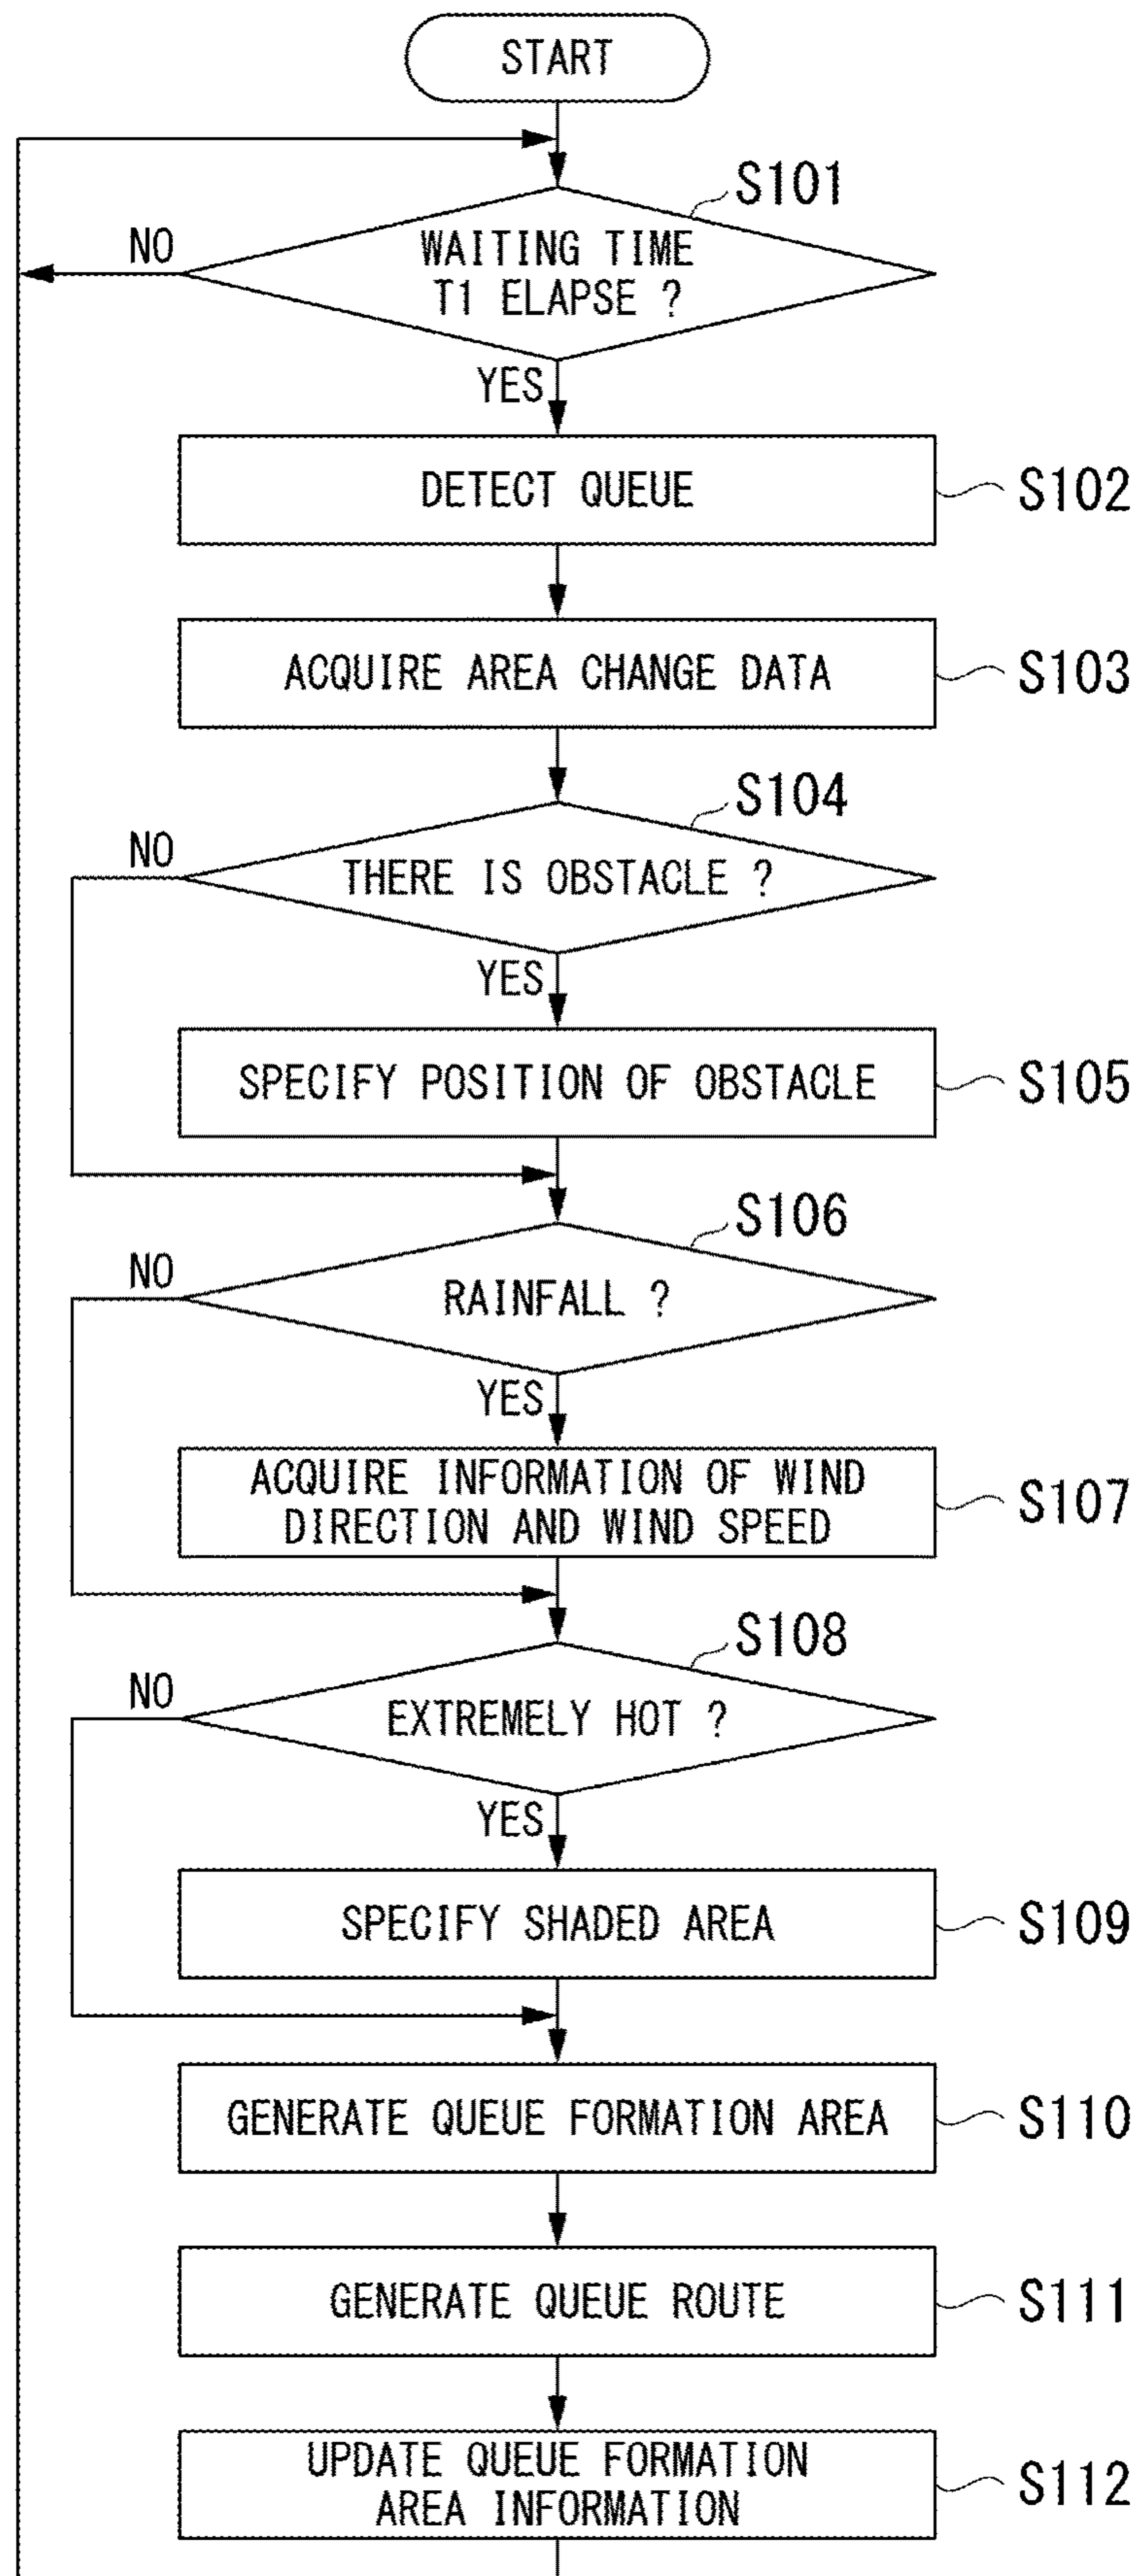 START
S101
NO
WAITING TIME
T1 ELAPSE ?
YES
DETECT QUEUE
S102
ACQUIRE AREA CHANGE DATA
S103
S104
NO
THERE IS OBSTACLE ?
YES
SPECIFY POSITION OF OBSTACLE
S105
S106
NO
RAINFALL ?
YES
ACQUIRE INFORMATION OF WIND
DIRECTION AND WIND SPEED
S107
S108
NO
EXTREMELY HOT ?
YES
SPECIFY SHADED AREA
S109
GENERATE QUEUE FORMATION AREA
S110
GENERATE QUEUE ROUTE
S111
UPDATE QUEUE FORMATION
AREA INFORMATION
S112